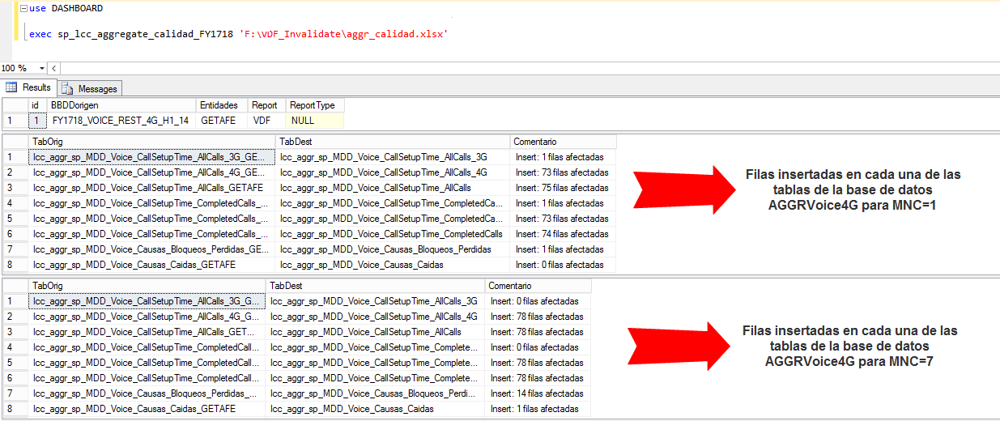 use DASHBOARD
exec sp_lcc_aggregate_calidad_FY1718 'F:\VDF_Invalidate\aggr_calidad.xlsx'
100 %
Results Messages
id BBDDorigen Entidades Report ReportType
1 1 FY1718_VOICE_REST_4G_H1_14 GETAFE VDF NULL
TabOrig TabDest Comentario
1 lcc_aggr_sp_MDD_Voice_CallSetupTime_AllCalls_3G_GE... lcc_aggr_sp_MDD_Voice_CallSetupTime_AllCalls_3G Insert: 1 filas afectadas
2 lcc_aggr_sp_MDD_Voice_CallSetupTime_AllCalls_4G_GE... lcc_aggr_sp_MDD_Voice_CallSetupTime_AllCalls_4G Insert: 73 filas afectadas
3 lcc_aggr_sp_MDD_Voice_CallSetupTime_AllCalls_GETAFE lcc_aggr_sp_MDD_Voice_CallSetupTime_AllCalls Insert: 75 filas afectadas
4 lcc_aggr_sp_MDD_Voice_CallSetupTime_CompletedCalls_... lcc_aggr_sp_MDD_Voice_CallSetupTime_CompletedCa... Insert: 1 filas afectadas
5 lcc_aggr_sp_MDD_Voice_CallSetupTime_CompletedCalls_... lcc_aggr_sp_MDD_Voice_CallSetupTime_CompletedCa... Insert: 73 filas afectadas
6 lcc_aggr_sp_MDD_Voice_CallSetupTime_CompletedCalls_... lcc_aggr_sp_MDD_Voice_CallSetupTime_CompletedCalls Insert: 74 filas afectadas
7 lcc_aggr_sp_MDD_Voice_Causas_Bloqueos_Perdidas_GE... lcc_aggr_sp_MDD_Voice_Causas_Bloqueos_Perdidas Insert: 1 filas afectadas
8 lcc_aggr_sp_MDD_Voice_Causas_Caidas_GETAFE lcc_aggr_sp_MDD_Voice_Causas_Caidas Insert: 0 filas afectadas
Filas insertadas en cada una de las
tablas de la base de datos
AGGRVoice4G para MNC=1
TabOrig TabDest Comentario
1 lcc_aggr_sp_MDD_Voice_CallSetupTime_AllCalls_3G_G... lcc_aggr_sp_MDD_Voice_CallSetupTime_AllCalls_3G Insert: 0 filas afectadas
2 lcc_aggr_sp_MDD_Voice_CallSetupTime_AllCalls_4G_G... lcc_aggr_sp_MDD_Voice_CallSetupTime_AllCalls_4G Insert: 78 filas afectadas
3 lcc_aggr_sp_MDD_Voice_CallSetupTime_AllCalls_GET... lcc_aggr_sp_MDD_Voice_CallSetupTime_AllCalls Insert: 78 filas afectadas
4 lcc_aggr_sp_MDD_Voice_CallSetupTime_CompletedCall... lcc_aggr_sp_MDD_Voice_CallSetupTime_Complete... Insert: 0 filas afectadas
5 lcc_aggr_sp_MDD_Voice_CallSetupTime_CompletedCall... lcc_aggr_sp_MDD_Voice_CallSetupTime_Complete... Insert: 78 filas afectadas
6 lcc_aggr_sp_MDD_Voice_CallSetupTime_CompletedCall... lcc_aggr_sp_MDD_Voice_CallSetupTime_Complete... Insert: 78 filas afectadas
7 lcc_aggr_sp_MDD_Voice_Causas_Bloqueos_Perdidas_... lcc_aggr_sp_MDD_Voice_Causas_Bloqueos_Perdi... Insert: 14 filas afectadas
8 lcc_aggr_sp_MDD_Voice_Causas_Caidas_GETAFE lcc_aggr_sp_MDD_Voice_Causas_Caidas Insert: 1 filas afectadas
Filas insertadas en cada una de las
tablas de la base de datos
AGGRVoice4G para MNC=7